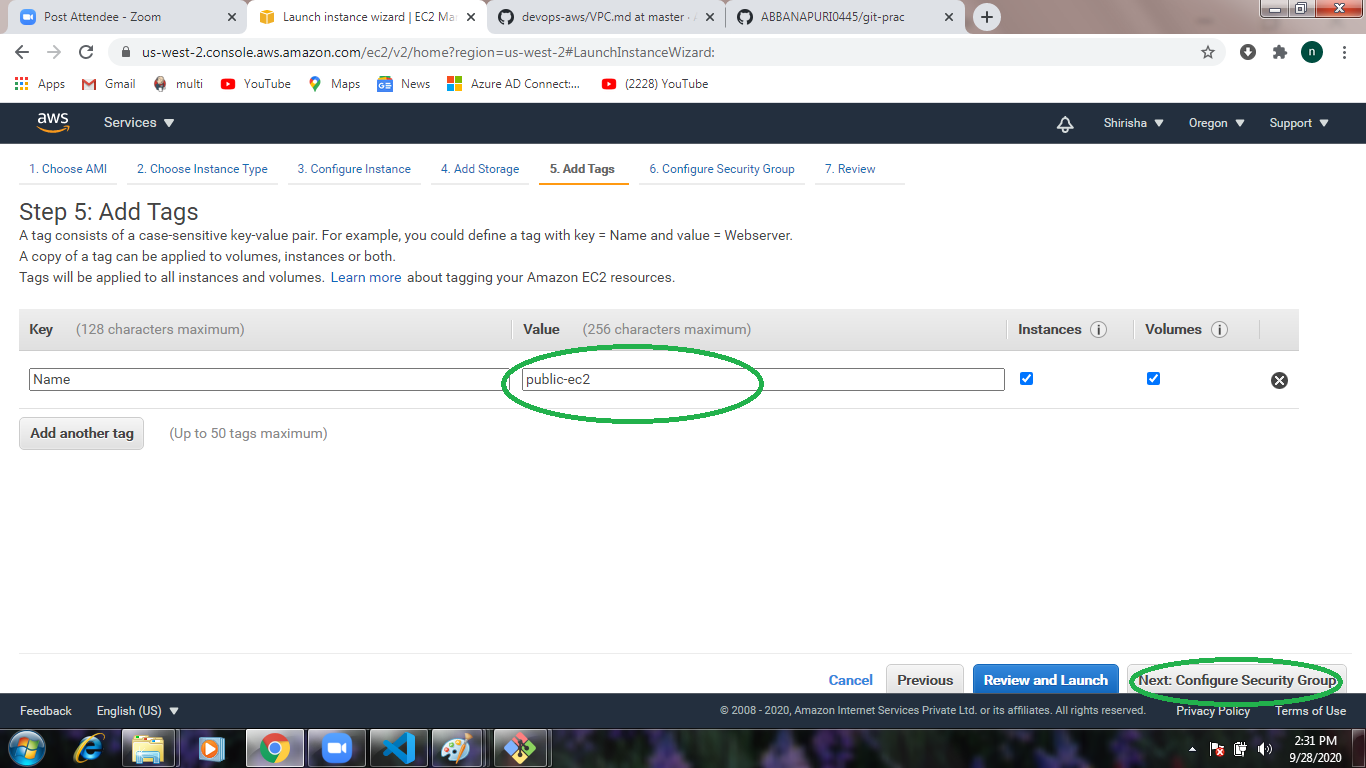 Post Attendee - Zoom
Launch instance wizard | EC2 Ma
devops-aws/VPC.md at master ·
ABBANAPURI0445/git-prac
us-west-2.console.aws.amazon.com/ec2/v2/home?region=us-west-2#LaunchInstanceWizard:
n
Apps Gmail multi YouTube Maps News Azure AD Connect:... (2228) YouTube
aws Services Shirisha Oregon Support
1. Choose AMI 2. Choose Instance Type 3. Configure Instance 4. Add Storage 5. Add Tags 6. Configure Security Group 7. Review
Step 5: Add Tags
A tag consists of a case-sensitive key-value pair. For example, you could define a tag with key = Name and value = Webserver.
A copy of a tag can be applied to volumes, instances or both.
Tags will be applied to all instances and volumes. Learn more about tagging your Amazon EC2 resources.
Key (128 characters maximum) Value (256 characters maximum) Instances i Volumes i
Name public-ec2
Add another tag (Up to 50 tags maximum)
Cancel Previous Review and Launch Next: Configure Security Group
Feedback English (US) © 2008 - 2020, Amazon Internet Services Private Ltd. or its affiliates. All rights reserved. Privacy Policy Terms of Use
2:31 PM
9/28/2020